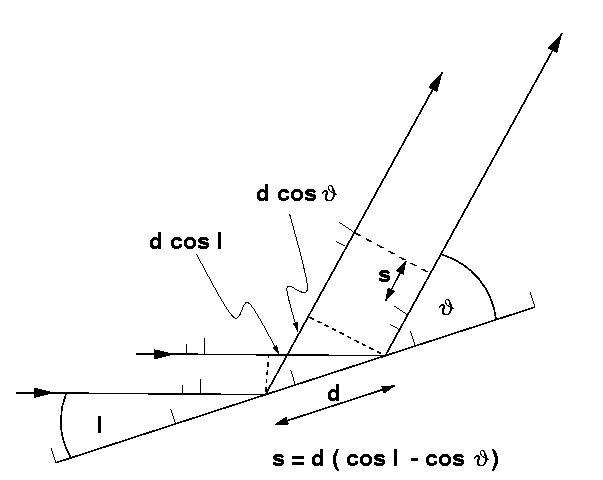 d cos ϑ
d cos I
s
ϑ
d
I
s = d ( cos I - cos ϑ)